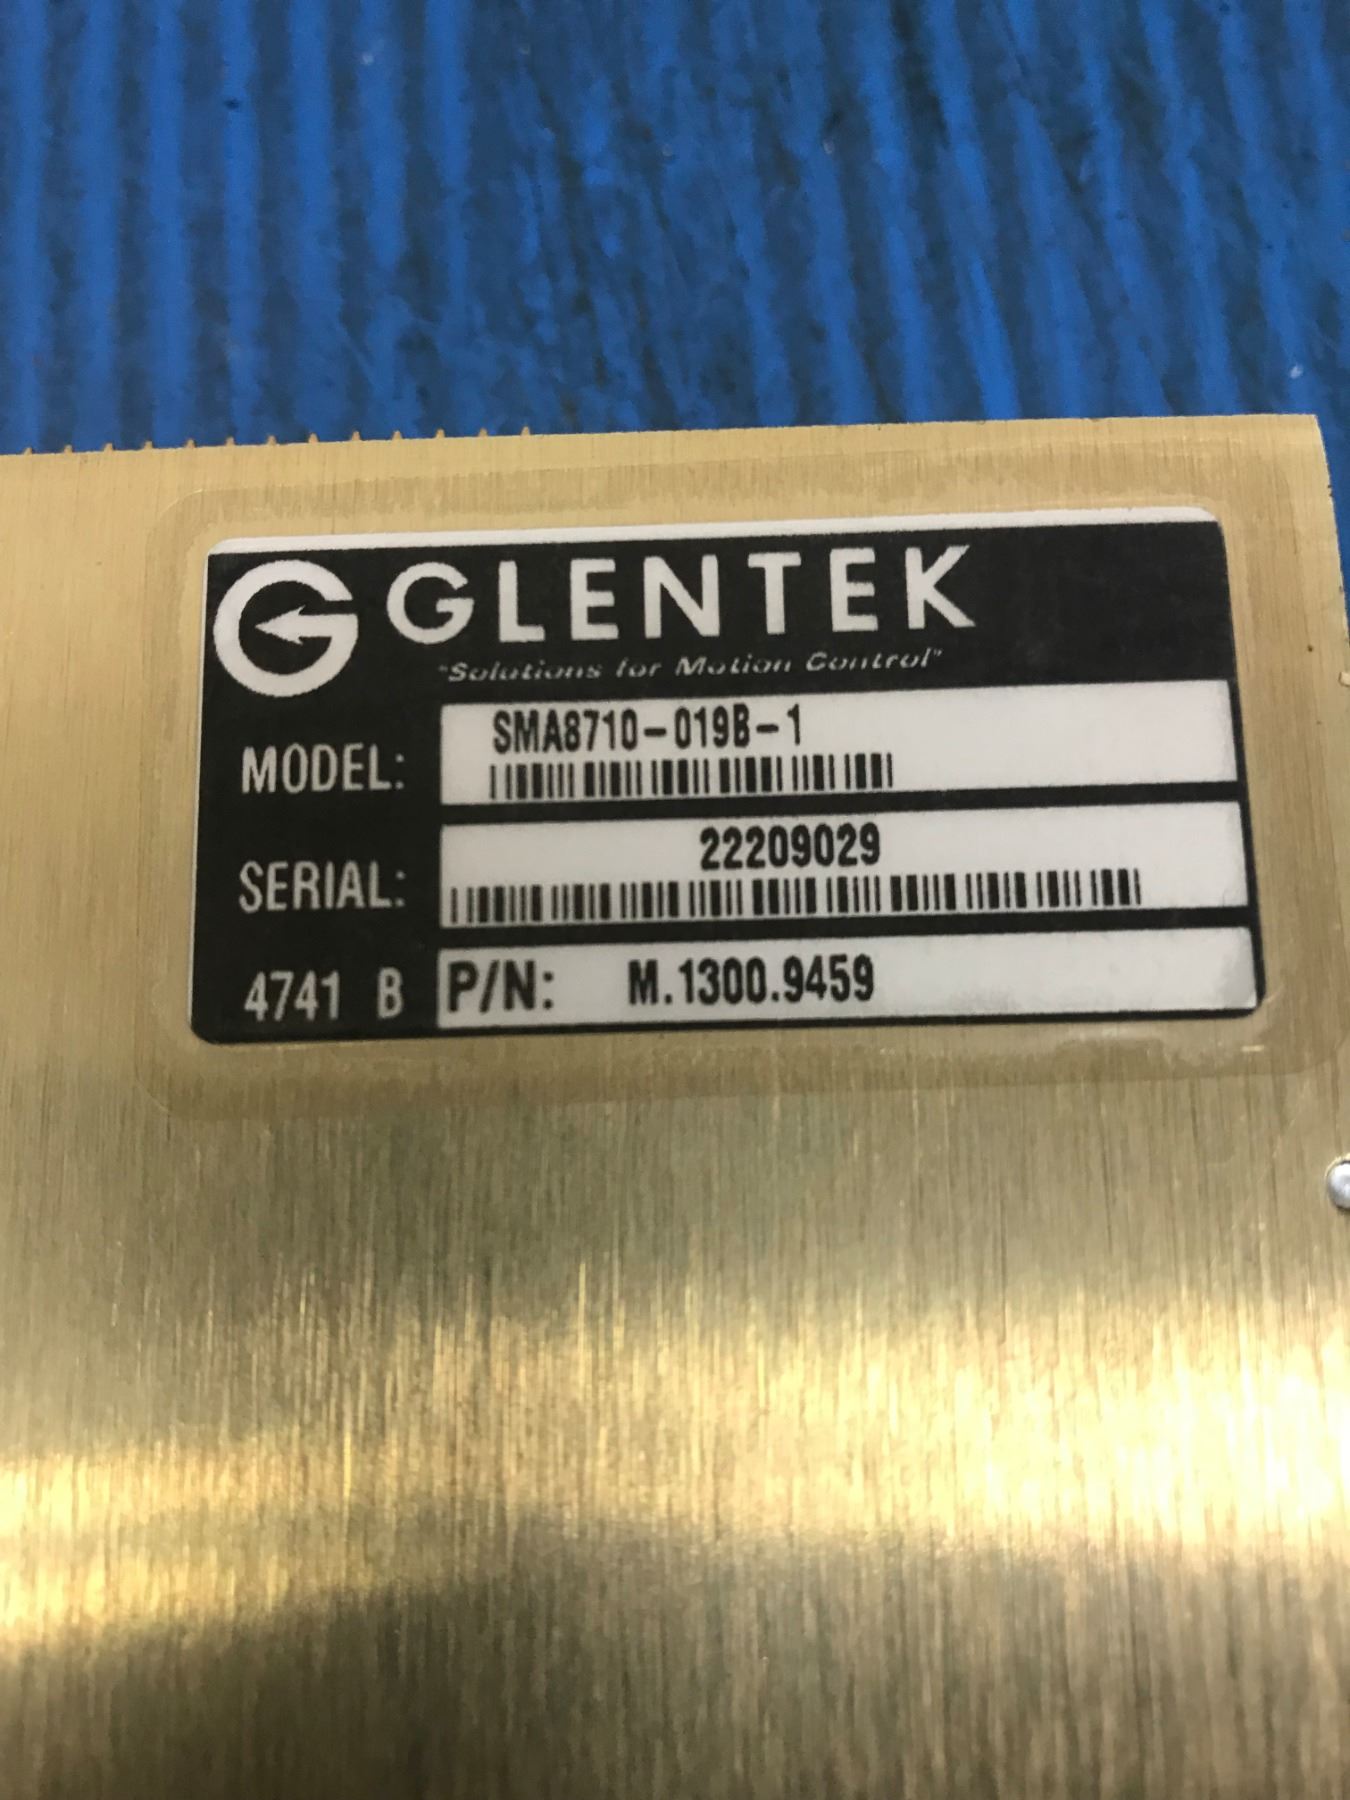 GLENTEK
"Solutions for Motion Control"
MODEL: SMA8710-019B-1
SERIAL: 22209029
4741 B P/N: M.1300.9459